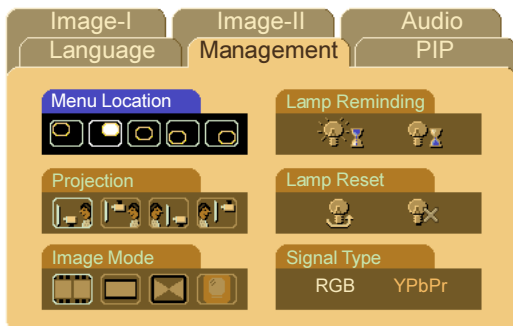 Image-I Image-II Audio
Language Management PIP
Menu Location Lamp Reminding
Projection Lamp Reset
Image Mode Signal Type
RGB YPbPr